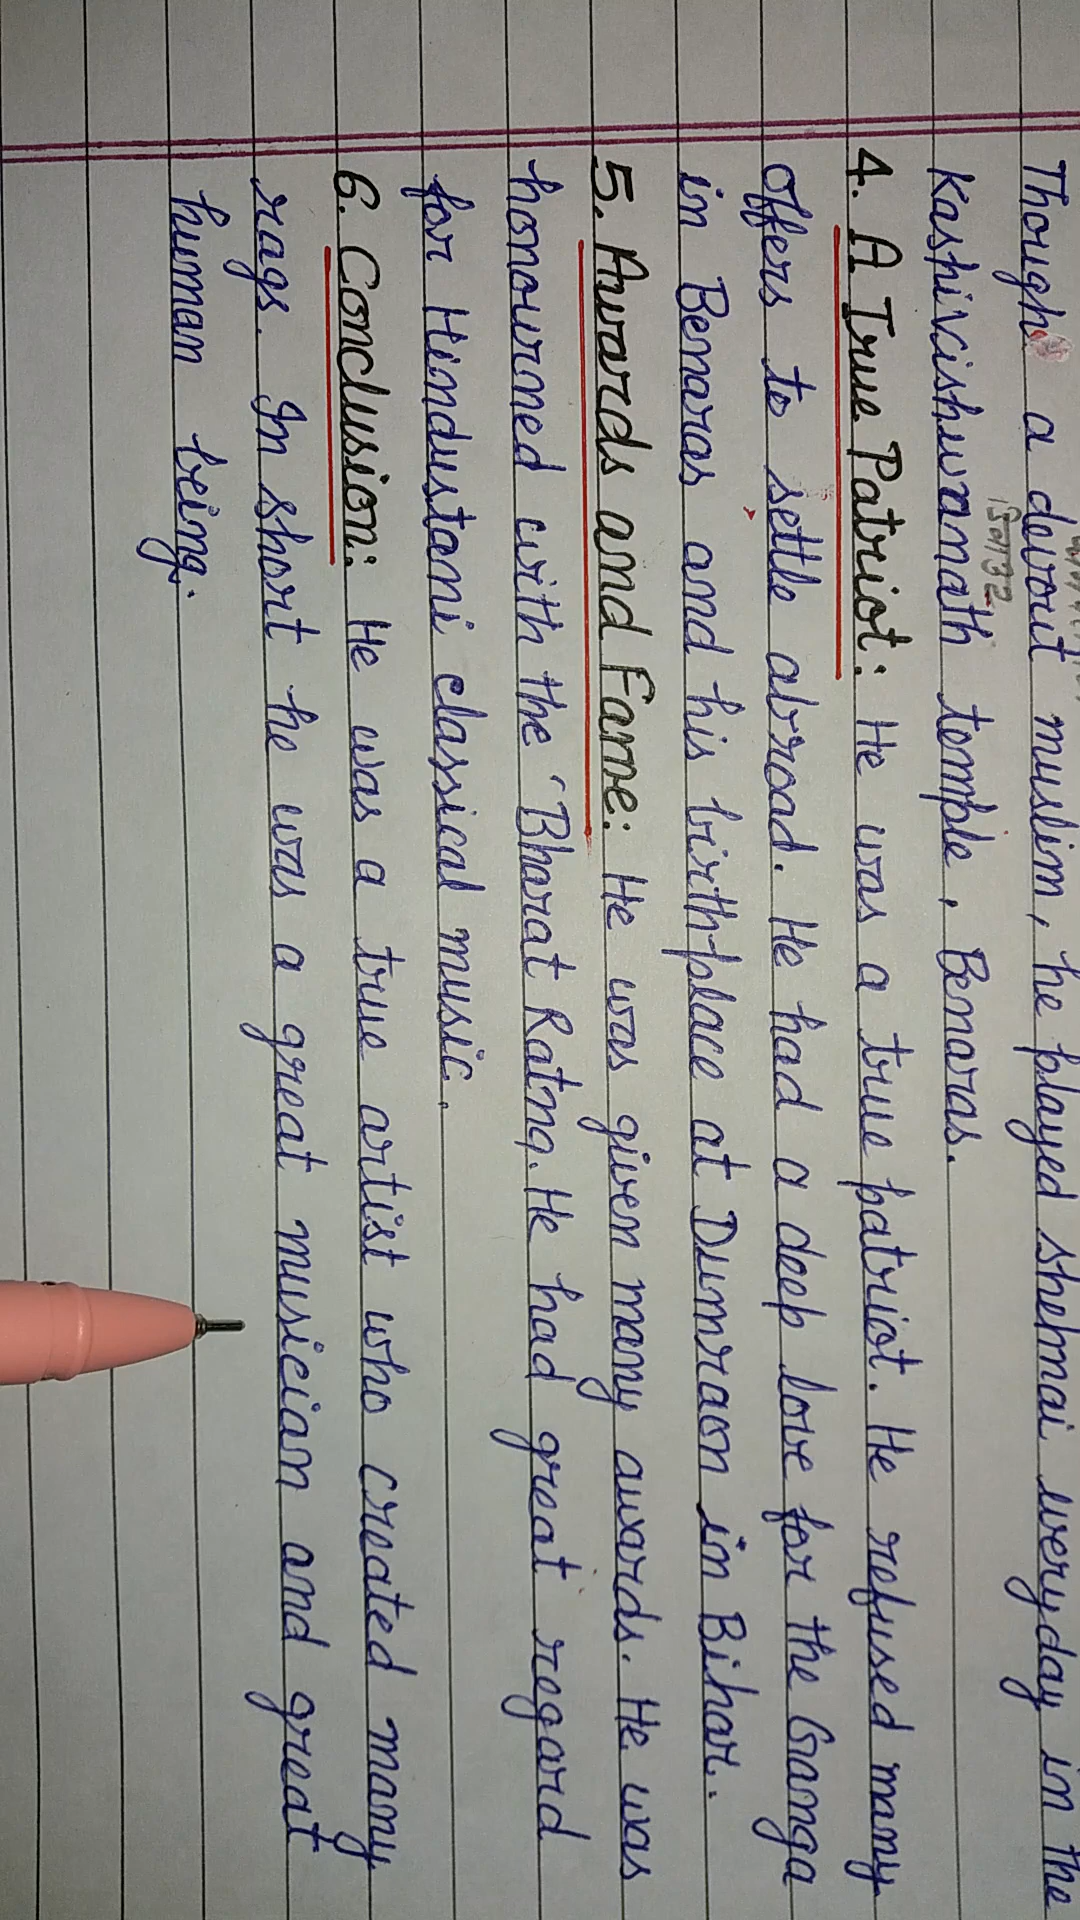 Though a devout muslim, he played shehnai everyday in the
Kashivishwanath temple, Benaras.
4. A True Patriot: He was a true patriot. He refused many
offers to settle abroad. He had a deep love for the Ganga
in Benaras and his birthplace at Dumraon in Bihar.
5. Awards and Fame: He was given many awards. He was
honourned with the 'Bharat Ratna. He had great regard
for Hindustani classical music.
6. Conclusion: He was a true artist who created many
rags. In short he was a great musician and great
human being.